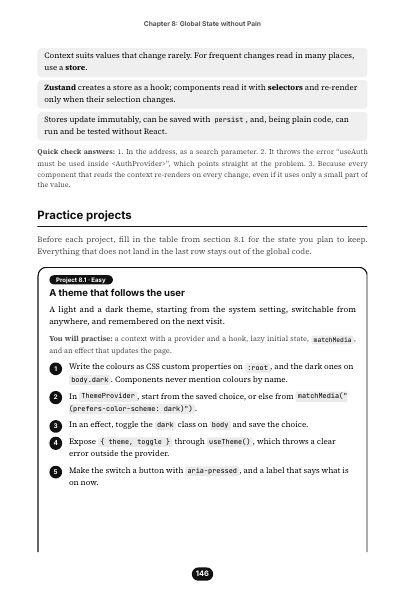 Chapter 8: Global State without Pain
Context suits values that change rarely. For frequent changes read in many places,
use a store.
Zustand creates a store as a hook; components read it with selectors and re-render
only when their selection changes.
Stores update immutably, can be saved with persist, and, being plain code, can
run and be tested without React.
Quick check answers: 1. In the address, as a search parameter. 2. It throws the error “useAuth
must be used inside <AuthProvider>”, which points straight at the problem. 3. Because every
component that reads the context re-renders on every change, even if it uses only a small part of
the value.
Practice projects
Before each project, fill in the table from section 8.1 for the state you plan to keep.
Everything that does not land in the last row stays out of the global code.
Project 8.1 · Easy
A theme that follows the user
A light and a dark theme, starting from the system setting, switchable from
anywhere, and remembered on the next visit.
You will practise: a context with a provider and a hook, lazy initial state, matchMedia,
and an effect that updates the page.
1 Write the colours as CSS custom properties on :root, and the dark ones on
body.dark. Components never mention colours by name.
2 In ThemeProvider, start from the saved choice, or else from matchMedia("
(prefers-color-scheme: dark)").
3 In an effect, toggle the dark class on body and save the choice.
4 Expose { theme, toggle } through useTheme(), which throws a clear
error outside the provider.
5 Make the switch a button with aria-pressed, and a label that says what is
on now.
146